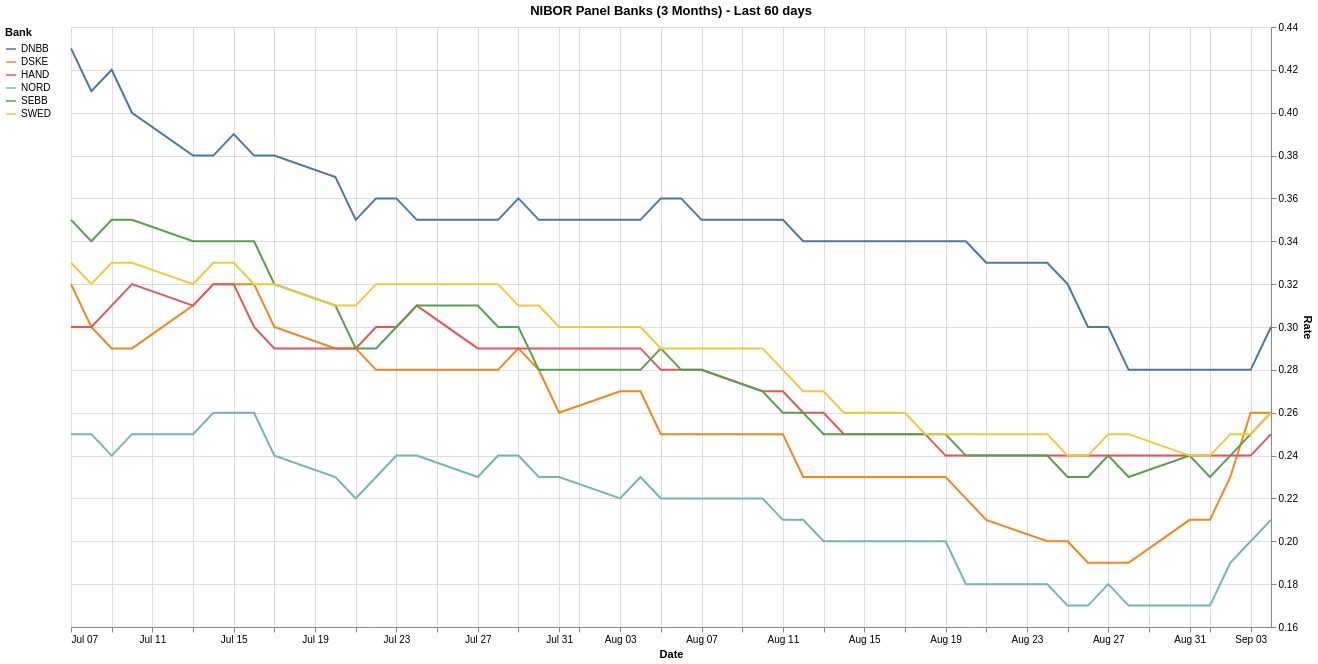 NIBOR Panel Banks (3 Months) - Last 60 days
Bank
DNBB
DSKE
HAND
NORD
SEBB
SWED
0.44
0.42
0.40
0.38
0.36
0.34
0.32
0.30
0.28
0.26
0.24
0.22
0.20
0.18
0.16
Rate
Jul 07 Jul 11 Jul 15 Jul 19 Jul 23 Jul 27 Jul 31 Aug 03 Aug 07 Aug 11 Aug 15 Aug 19 Aug 23 Aug 27 Aug 31 Sep 03
Date